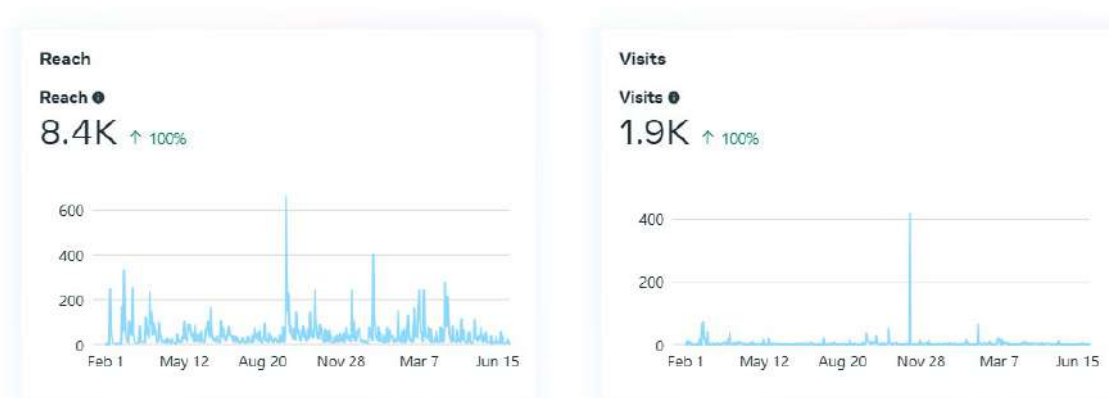 Reach
Reach
8.4K ↑ 100%
600
400
200
0
Feb 1 May 12 Aug 20 Nov 28 Mar 7 Jun 15
Visits
Visits
1.9K ↑ 100%
400
200
0
Feb 1 May 12 Aug 20 Nov 28 Mar 7 Jun 15